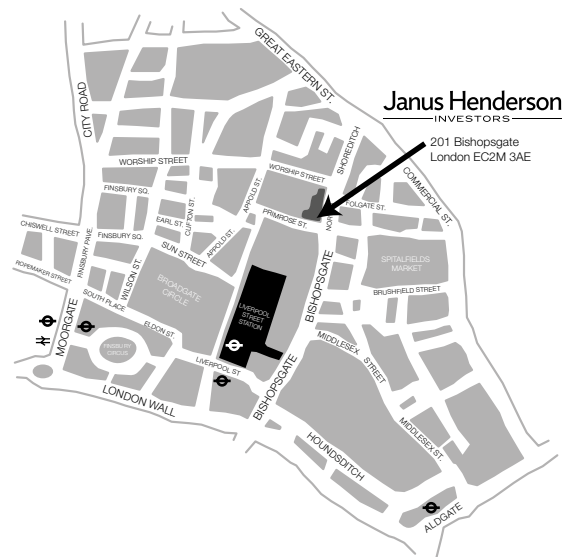 GREAT EASTERN ST.
CITY ROAD
Janus Henderson
INVESTORS
201 Bishopsgate
London EC2M 3AE
SHOREDITCH
WORSHIP STREET
WORSHIP STREET
COMMERCIAL ST.
FINSBURY SQ.
APPOLD ST.
CLIFTON ST.
FOLGATE ST.
NOR
PRIMROSE ST.
EARL ST.
CHISWELL STREET
FINSBURY PAVE.
FINSBURY SQ.
SUN STREET
APPOLD ST.
SPITALFIELDS
MARKET
ROPEMAKER STREET
WILSON ST.
BROADGATE
CIRCLE
BISHOPSGATE
BRUSHFIELD STREET
SOUTH PLACE
LIVERPOOL
STREET
STATION
MOORGATE
ELDON ST.
FINSBURY
CIRCUS
MIDDLESEX STREET
LIVERPOOL ST
BISHOPSGATE
LONDON WALL
MIDDLESEX ST.
HOUNDSDITCH
ALDGATE